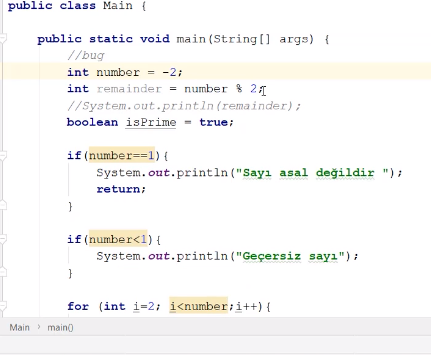 public class Main {
public static void main(String[] args) {
//bug
int number = -2;
int remainder = number % 2;
//System.out.println(remainder);
boolean isPrime = true;
if(number==1){
System.out.println("Sayı asal değildir ");
return;
}
if(number<1){
System.out.println("Geçersiz sayı");
}
for (int i=2; i<number;i++){
Main › main()